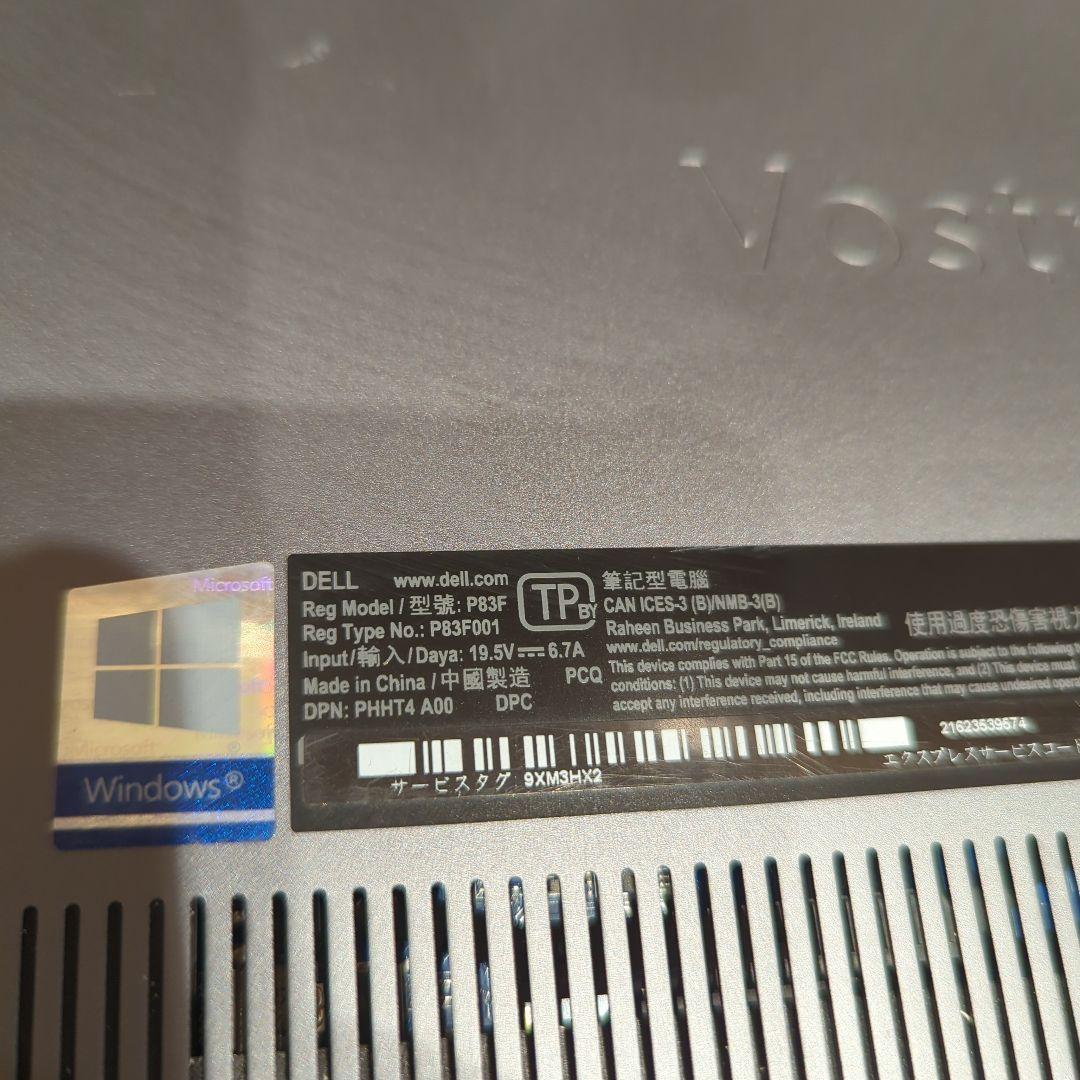 Vost
Microsoft
Windows®
DELL www.dell.com
Reg Model / 型號: P83F
Reg Type No.: P83F001
Input/輸入/Daya: 19.5V⎓6.7A
Made in China / 中國製造 PCQ
DPN: PHHT4 A00 DPC
TP BY
筆記型電腦
CAN ICES-3 (B)/NMB-3(B)
Raheen Business Park, Limerick, Ireland
www.dell.com/regulatory_compliance
使用過度恐傷害視力
This device complies with Part 15 of the FCC Rules. Operation is subject to the following
conditions: (1) This device may not cause harmful interference, and (2) This device must
accept any interference received, including interference that may cause undesired
サービスタグ 9XM3HX2
21623539674
エクスプレスサービスコード